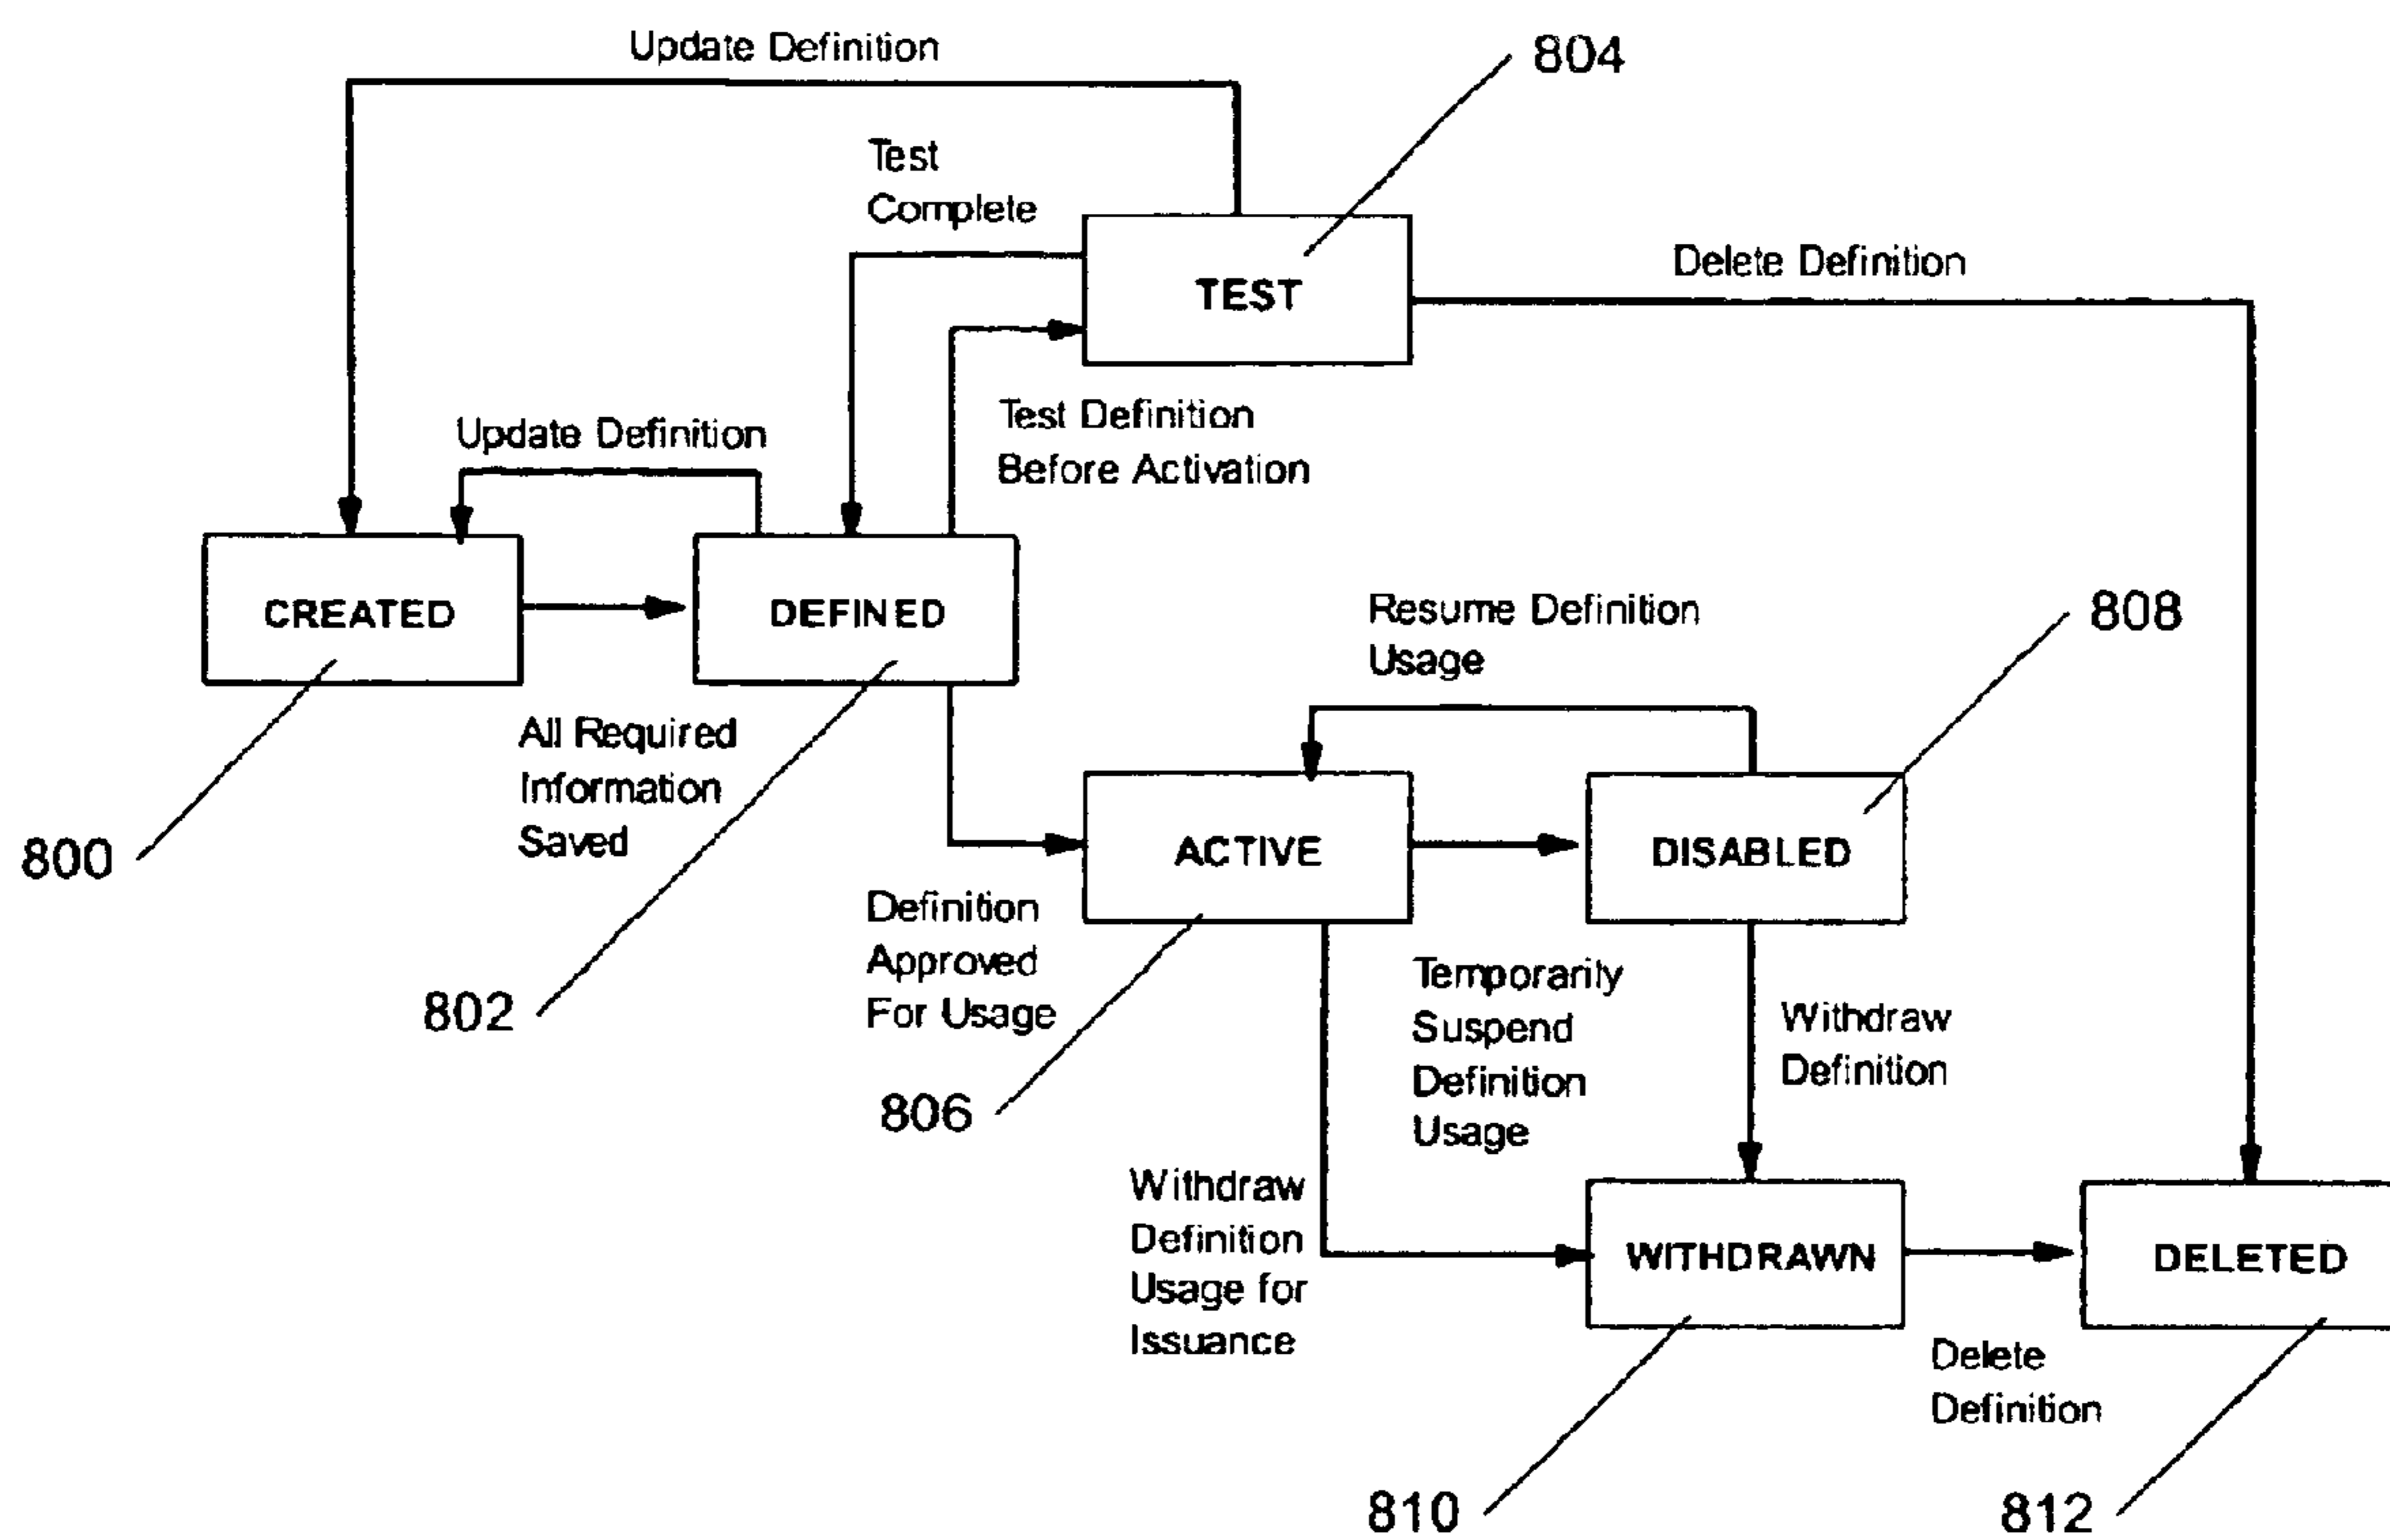 Update Definition
804
Test
Complete
TEST
Delete Definition
Test Definition
Before Activation
Update Definition
CREATED
DEFINED
Resume Definition
Usage
808
All Required
Information
Saved
800
ACTIVE
DISABLED
802
Definition
Approved
For Usage
806
Temporarily
Suspend
Definition
Usage
Withdraw
Definition
Withdraw
Definition
Usage for
Issuance
WITHDRAWN
DELETED
Delete
Definition
810
812